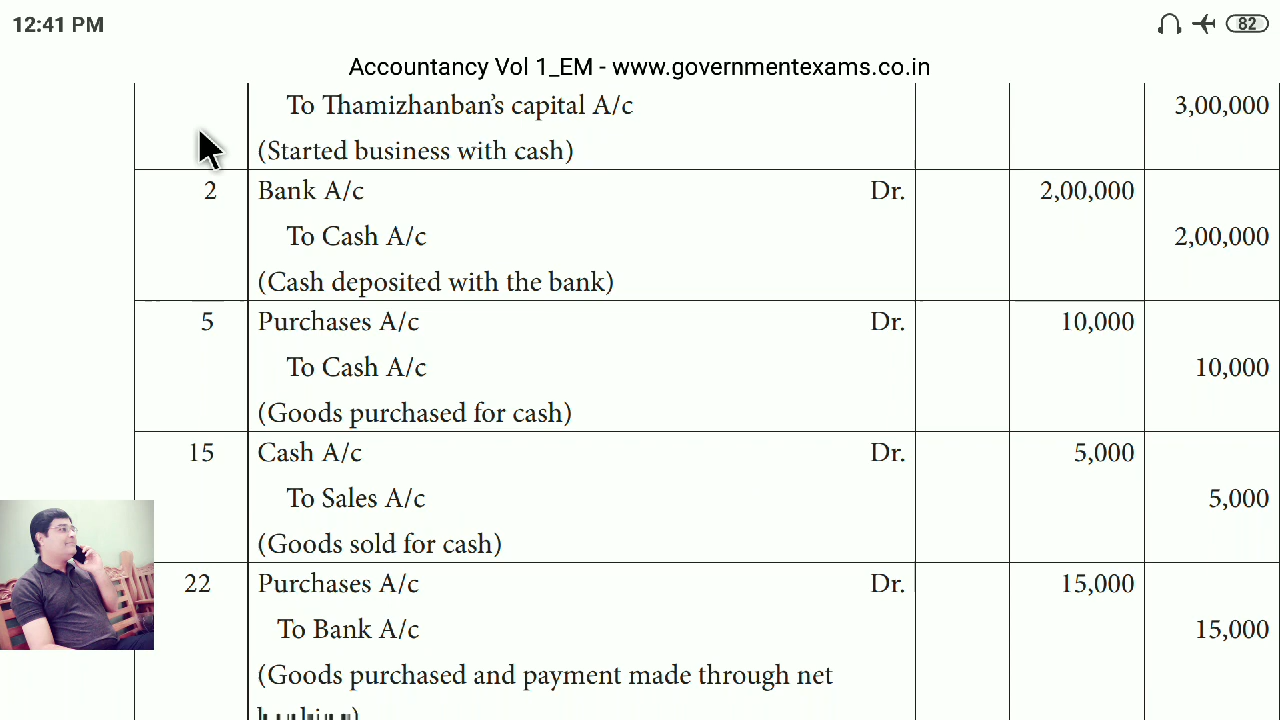 12:41 PM 82
Accountancy Vol 1_EM - www.governmentexams.co.in
To Thamizhanban’s capital A/c 3,00,000
(Started business with cash)
2 Bank A/c Dr. 2,00,000
To Cash A/c 2,00,000
(Cash deposited with the bank)
5 Purchases A/c Dr. 10,000
To Cash A/c 10,000
(Goods purchased for cash)
15 Cash A/c Dr. 5,000
To Sales A/c 5,000
(Goods sold for cash)
22 Purchases A/c Dr. 15,000
To Bank A/c 15,000
(Goods purchased and payment made through net